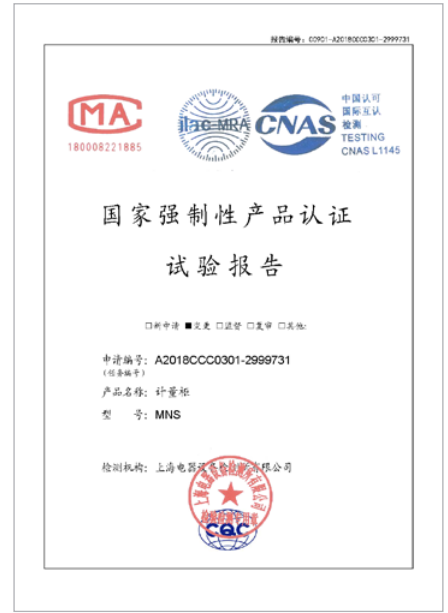 报告编号：C0901-A2018CCC0301-2999731
MA
180008221885
ilac-MRA
CNAS
中国认可
国际互认
检测
TESTING
CNAS L1145
国家强制性产品认证
试验报告
□新申请 ■变更 □监督 □复审 □其他:
申请编号: A2018CCC0301-2999731
(任务编号)
产品名称: 计量柜
型 号: MNS
检测机构: 上海电器设备检测所有限公司
CQC